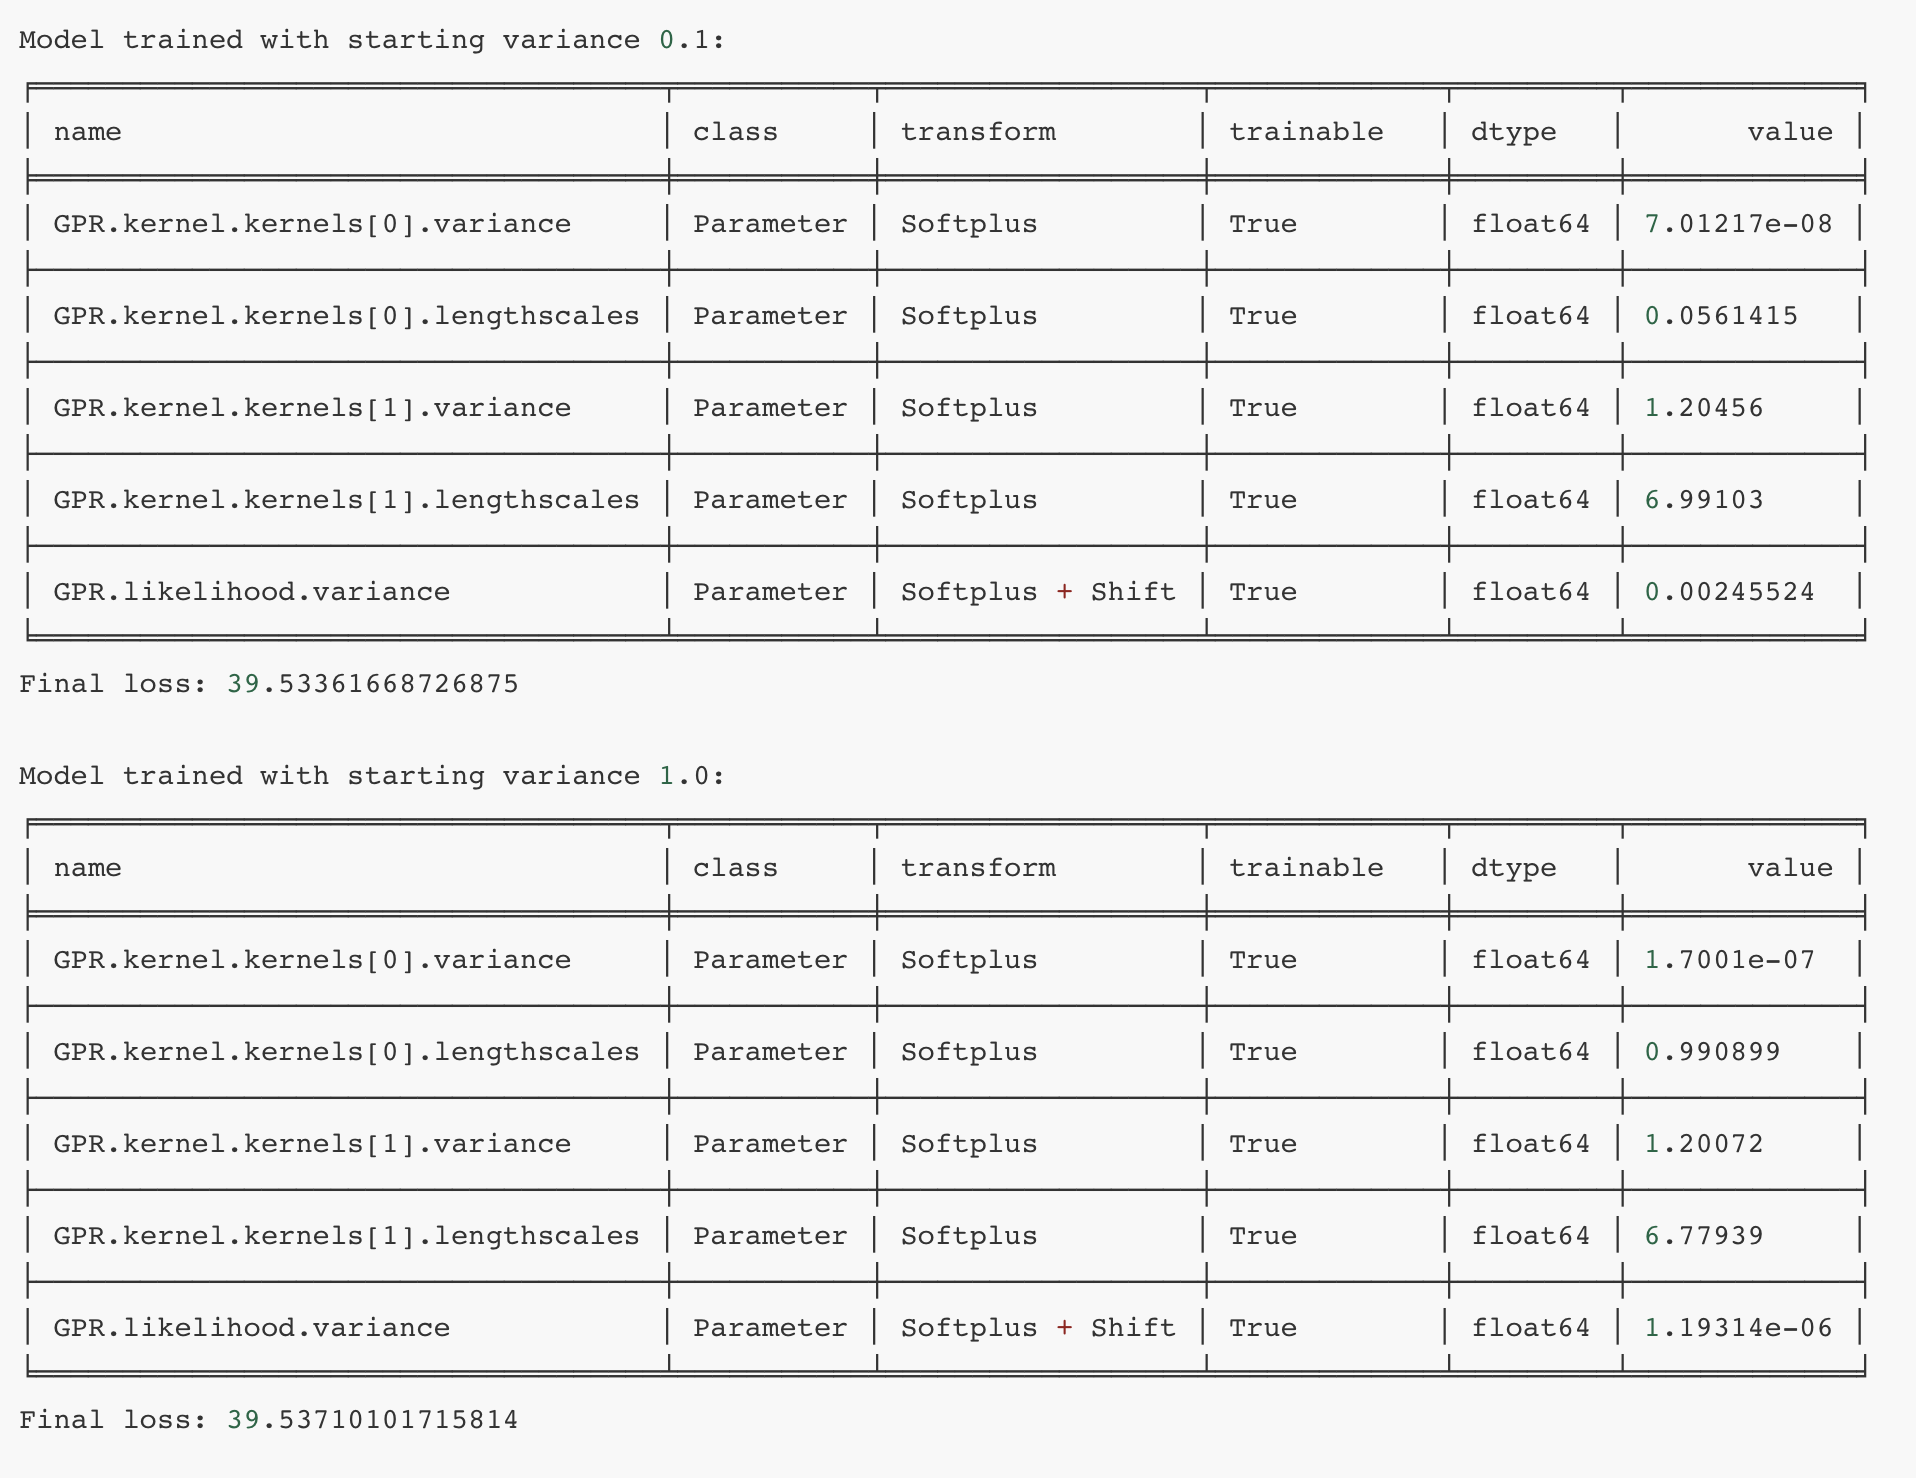 Model trained with starting variance 0.1:
name class transform trainable dtype value
GPR.kernel.kernels[0].variance Parameter Softplus True float64 7.01217e-08
GPR.kernel.kernels[0].lengthscales Parameter Softplus True float64 0.0561415
GPR.kernel.kernels[1].variance Parameter Softplus True float64 1.20456
GPR.kernel.kernels[1].lengthscales Parameter Softplus True float64 6.99103
GPR.likelihood.variance Parameter Softplus + Shift True float64 0.00245524
Final loss: 39.53361668726875
Model trained with starting variance 1.0:
name class transform trainable dtype value
GPR.kernel.kernels[0].variance Parameter Softplus True float64 1.7001e-07
GPR.kernel.kernels[0].lengthscales Parameter Softplus True float64 0.990899
GPR.kernel.kernels[1].variance Parameter Softplus True float64 1.20072
GPR.kernel.kernels[1].lengthscales Parameter Softplus True float64 6.77939
GPR.likelihood.variance Parameter Softplus + Shift True float64 1.19314e-06
Final loss: 39.53710101715814